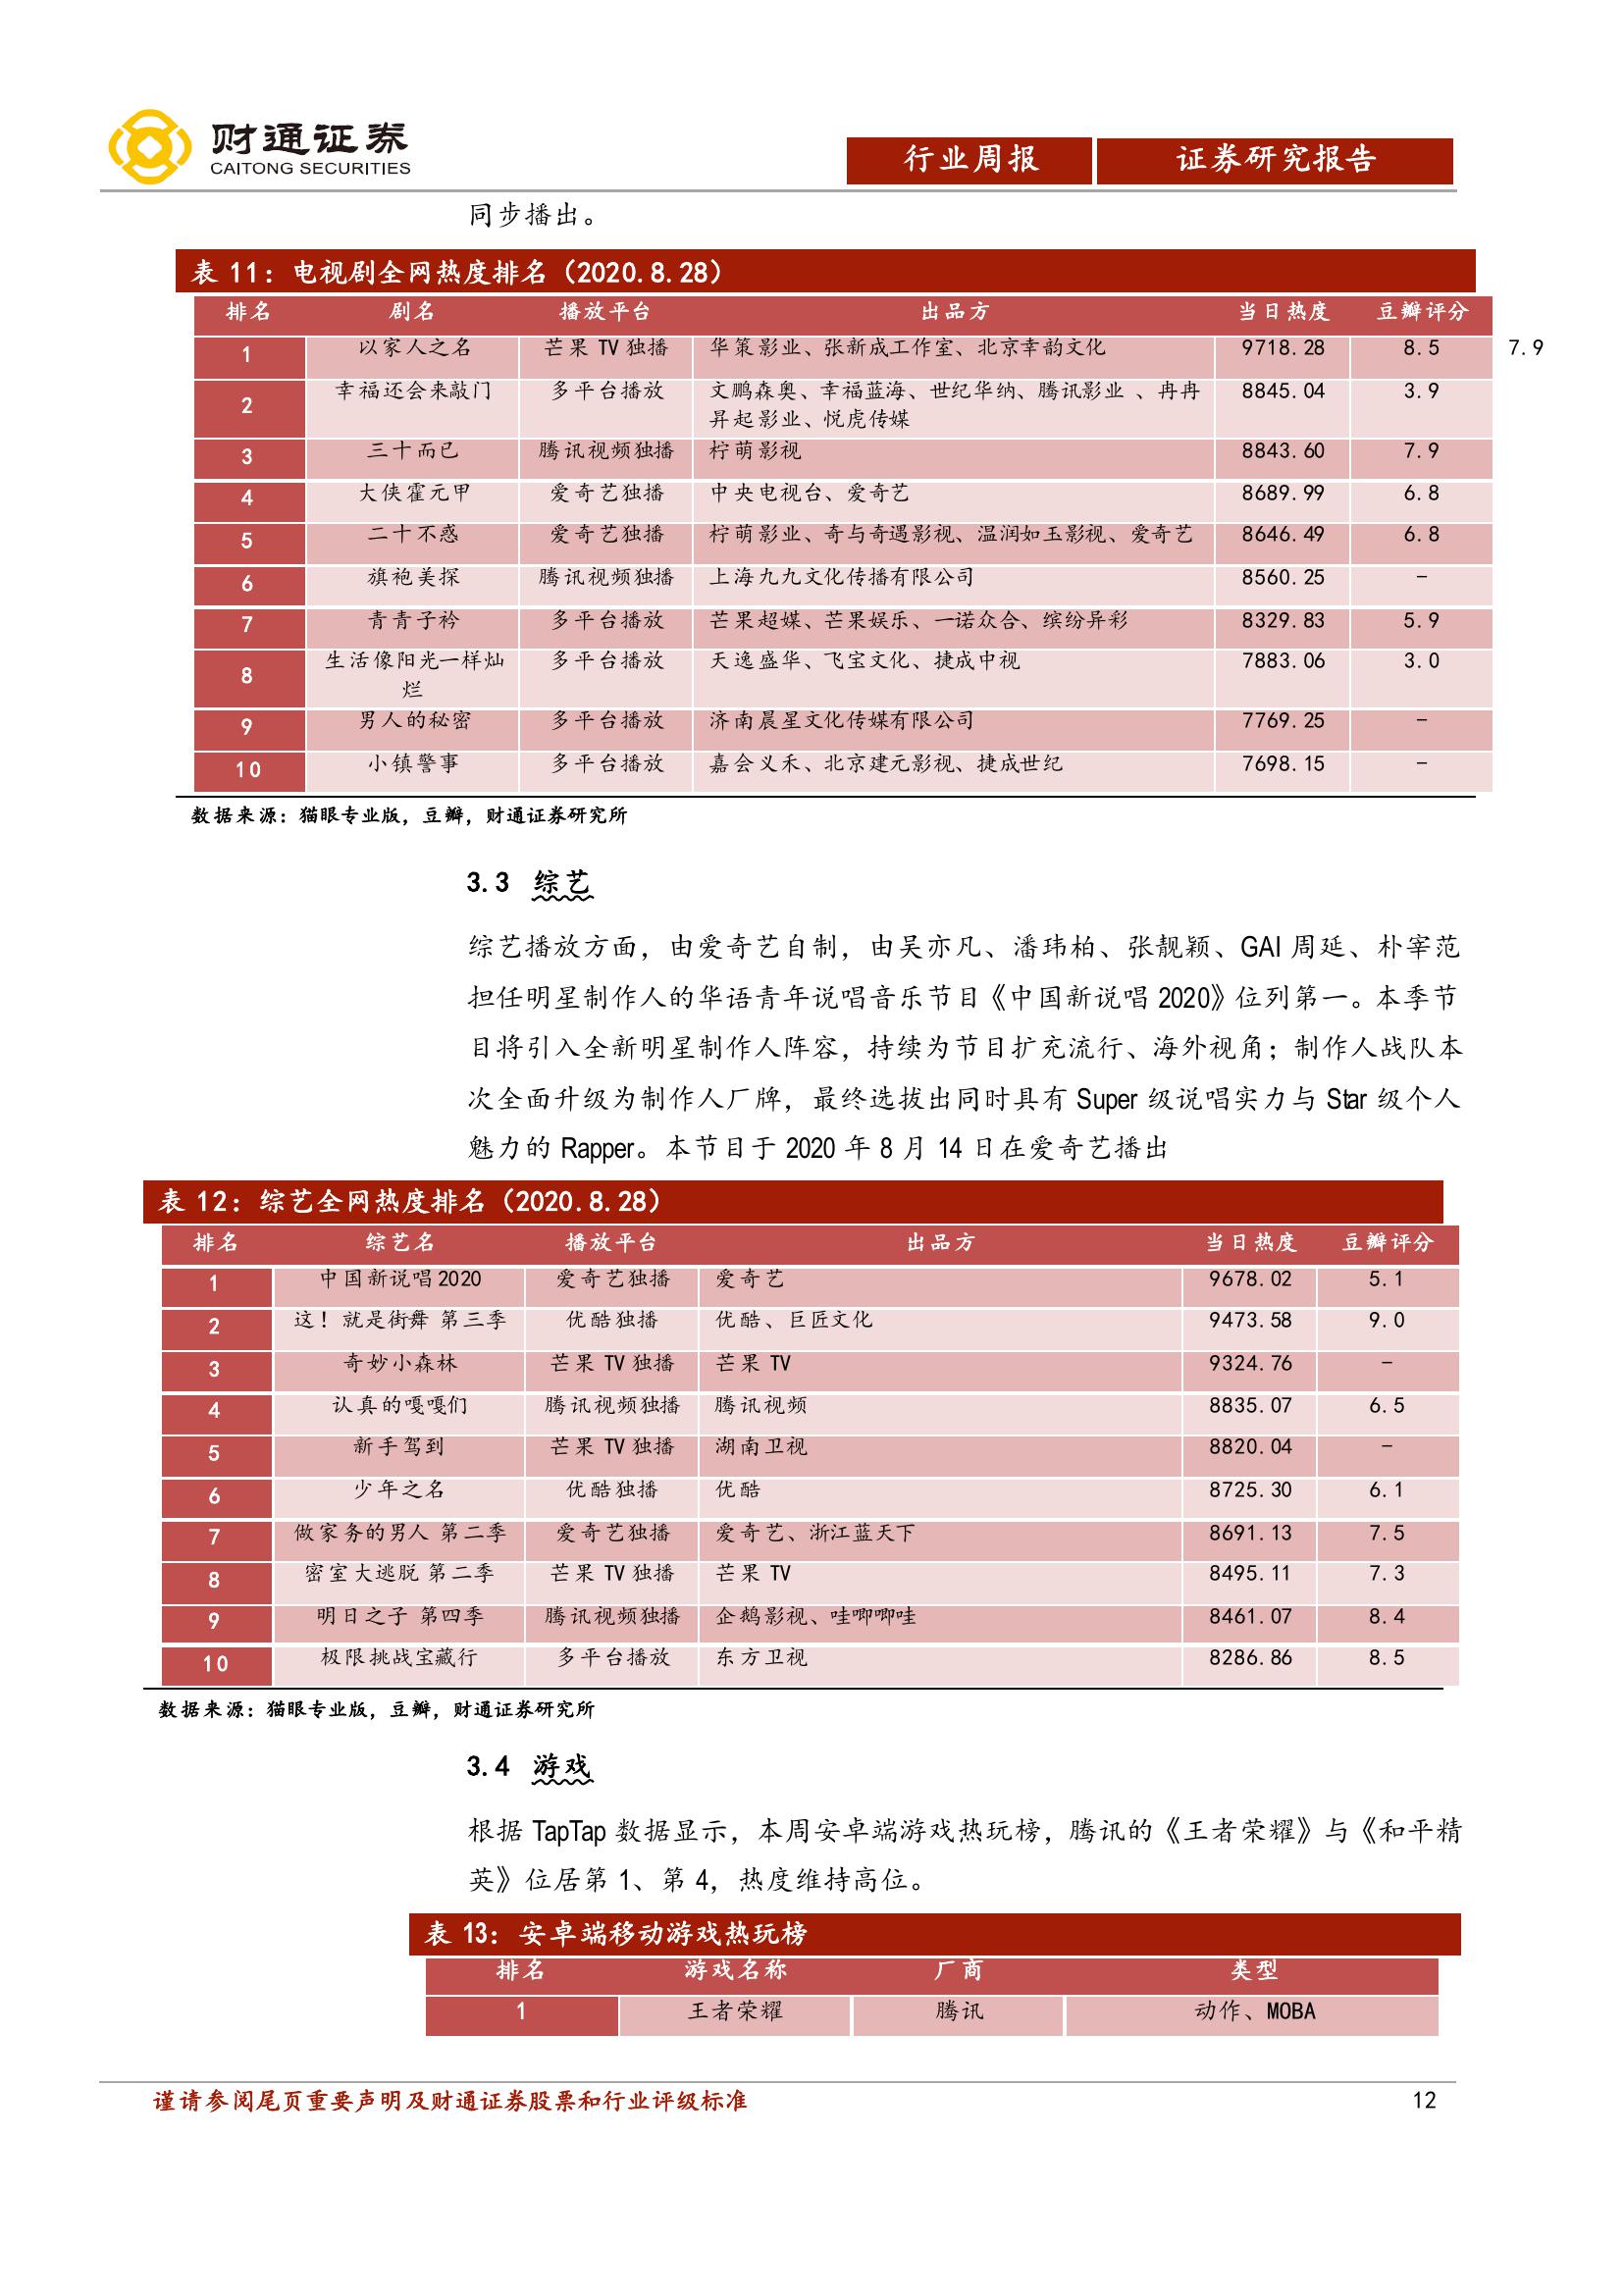 财通证券
CAITONG SECURITIES
行业周报 证券研究报告
同步播出。
表 11：电视剧全网热度排名（2020.8.28）
排名 剧名 播放平台 出品方 当日热度 豆瓣评分
1 以家人之名 芒果 TV 独播 华策影业、张新成工作室、北京幸韵文化 9718.28 8.5 7.9
2 幸福还会来敲门 多平台播放 文鹏森奥、幸福蓝海、世纪华纳、腾讯影业 、冉冉
昇起影业、悦虎传媒 8845.04 3.9
3 三十而已 腾讯视频独播 柠萌影视 8843.60 7.9
4 大侠霍元甲 爱奇艺独播 中央电视台、爱奇艺 8689.99 6.8
5 二十不惑 爱奇艺独播 柠萌影业、奇与奇遇影视、温润如玉影视、爱奇艺 8646.49 6.8
6 旗袍美探 腾讯视频独播 上海九九文化传播有限公司 8560.25 -
7 青青子衿 多平台播放 芒果超媒、芒果娱乐、一诺众合、缤纷异彩 8329.83 5.9
8 生活像阳光一样灿
烂 多平台播放 天逸盛华、飞宝文化、捷成中视 7883.06 3.0
9 男人的秘密 多平台播放 济南晨星文化传媒有限公司 7769.25 -
10 小镇警事 多平台播放 嘉会义禾、北京建元影视、捷成世纪 7698.15 -
数据来源：猫眼专业版，豆瓣，财通证券研究所
3.3 综艺
综艺播放方面，由爱奇艺自制，由吴亦凡、潘玮柏、张靓颖、GAI 周延、朴宰范
担任明星制作人的华语青年说唱音乐节目《中国新说唱 2020》位列第一。本季节
目将引入全新明星制作人阵容，持续为节目扩充流行、海外视角；制作人战队本
次全面升级为制作人厂牌，最终选拔出同时具有 Super 级说唱实力与 Star 级个人
魅力的 Rapper。本节目于 2020 年 8 月 14 日在爱奇艺播出
表 12：综艺全网热度排名（2020.8.28）
排名 综艺名 播放平台 出品方 当日热度 豆瓣评分
1 中国新说唱 2020 爱奇艺独播 爱奇艺 9678.02 5.1
2 这！就是街舞 第三季 优酷独播 优酷、巨匠文化 9473.58 9.0
3 奇妙小森林 芒果 TV 独播 芒果 TV 9324.76 -
4 认真的嘎嘎们 腾讯视频独播 腾讯视频 8835.07 6.5
5 新手驾到 芒果 TV 独播 湖南卫视 8820.04 -
6 少年之名 优酷独播 优酷 8725.30 6.1
7 做家务的男人 第二季 爱奇艺独播 爱奇艺、浙江蓝天下 8691.13 7.5
8 密室大逃脱 第二季 芒果 TV 独播 芒果 TV 8495.11 7.3
9 明日之子 第四季 腾讯视频独播 企鹅影视、哇唧唧哇 8461.07 8.4
10 极限挑战宝藏行 多平台播放 东方卫视 8286.86 8.5
数据来源：猫眼专业版，豆瓣，财通证券研究所
3.4 游戏
根据 TapTap 数据显示，本周安卓端游戏热玩榜，腾讯的《王者荣耀》与《和平精
英》位居第 1、第 4，热度维持高位。
表 13：安卓端移动游戏热玩榜
排名 游戏名称 厂商 类型
1 王者荣耀 腾讯 动作、MOBA
谨请参阅尾页重要声明及财通证券股票和行业评级标准 12